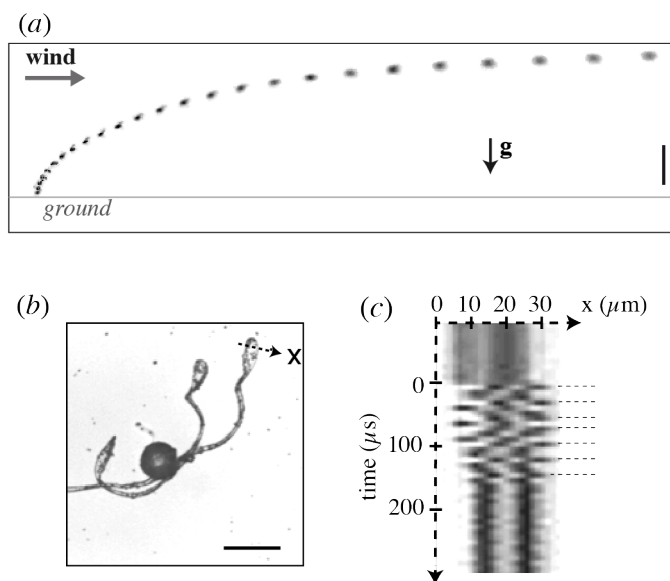 (a)
wind
g
ground
(b)
X
(c)
0 10 20 30 x (μm)
0
100
200
time (μs)